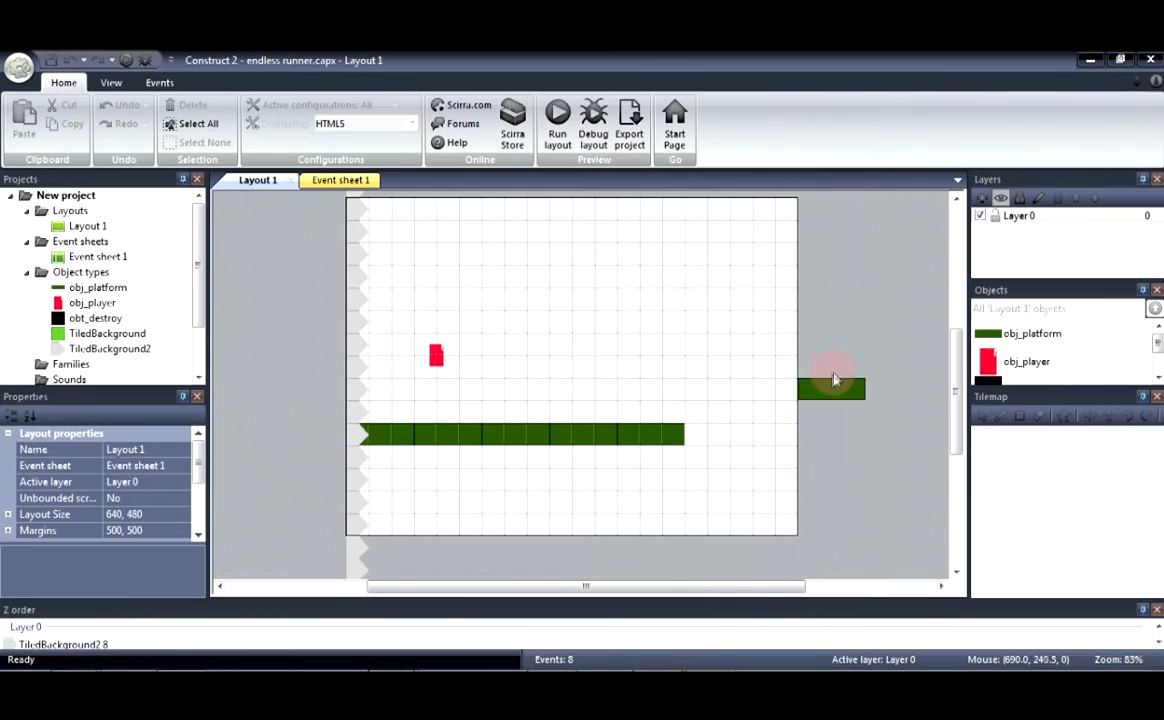 Construct 2 - endless runner.capx - Layout 1
Home View Events
Paste Cut Copy
Undo Redo
Delete Select All Select None
Active configurations: All
HTML5
Scirra.com
Forums
Help
Scirra Store
Run layout
Debug layout
Export project
Start Page
Clipboard Undo Selection Configurations Online Preview Go
Projects
New project
Layouts
Layout 1
Event sheets
Event sheet 1
Object types
obj_platform
obj_player
obt_destroy
TiledBackground
TiledBackground2
Families
Sounds
Properties
Layout properties
Name Layout 1
Event sheet Event sheet 1
Active layer Layer 0
Unbounded scr... No
Layout Size 640, 480
Margins 500, 500
Layout 1 Event sheet 1
Layers
Layer 0 0
Objects
All 'Layout 1' objects
obj_platform
obj_player
Tilemap
Z order
Layer 0
TiledBackground2 8
Ready Events: 8 Active layer: Layer 0 Mouse: (690.0, 248.5, 0) Zoom: 83%